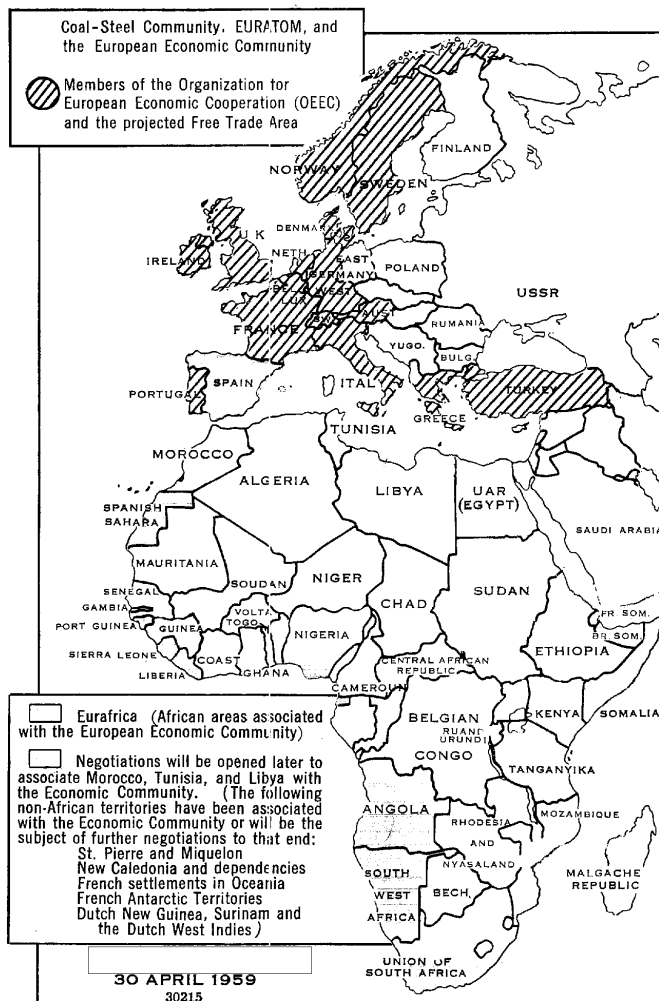 Coal-Steel Community, EURATOM, and
the European Economic Community
Members of the Organization for
European Economic Cooperation (OEEC)
and the projected Free Trade Area
FINLAND
NORWAY
SWEDEN
UK
DENMARK
IRELAND
NETH.
EAST
GERMANY
POLAND
BEL.
WEST
LUX.
USSR
FRANCE
SW.
AUST.
RUMANIA
YUGO.
BULG.
SPAIN
ITALY
PORTUGAL
TURKEY
GREECE
TUNISIA
MOROCCO
ALGERIA
LIBYA
UAR
(EGYPT)
SPANISH
SAHARA
SAUDI ARABIA
MAURITANIA
SOUDAN
NIGER
SENEGAL
CHAD
SUDAN
GAMBIA
VOLTA
TOGO
FR. SOM.
PORT GUINEA
GUINEA
NIGERIA
BR. SOM.
ETHIOPIA
SIERRA LEONE
COAST
CENTRAL AFRICAN
REPUBLIC
LIBERIA
GHANA
CAMEROUN
BELGIAN
CONGO
RUANDI
URUNDI
KENYA
SOMALIA
TANGANYIKA
ANGOLA
MOZAMBIQUE
RHODESIA
AND
NYASALAND
SOUTH
WEST
AFRICA
BECH.
MALGACHE
REPUBLIC
UNION OF
SOUTH AFRICA
Eurafrica (African areas associated
with the European Economic Community)
Negotiations will be opened later to
associate Morocco, Tunisia, and Libya with
the Economic Community. (The following
non-African territories have been associated
with the Economic Community or will be the
subject of further negotiations to that end:
St. Pierre and Miquelon
New Caledonia and dependencies
French settlements in Oceania
French Antarctic Territories
Dutch New Guinea, Surinam and
the Dutch West Indies)
30 APRIL 1959
30215